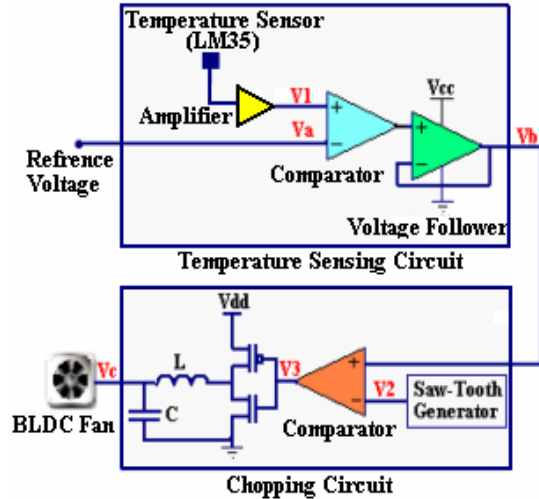 Temperature Sensor
(LM35)
V1
Amplifier
Va
Refrence
Voltage
Comparator
Vcc
Vb
Voltage Follower
Temperature Sensing Circuit
Vdd
Vc
L
V3
V2
Saw-Tooth
Generator
C
BLDC Fan
Comparator
Chopping Circuit